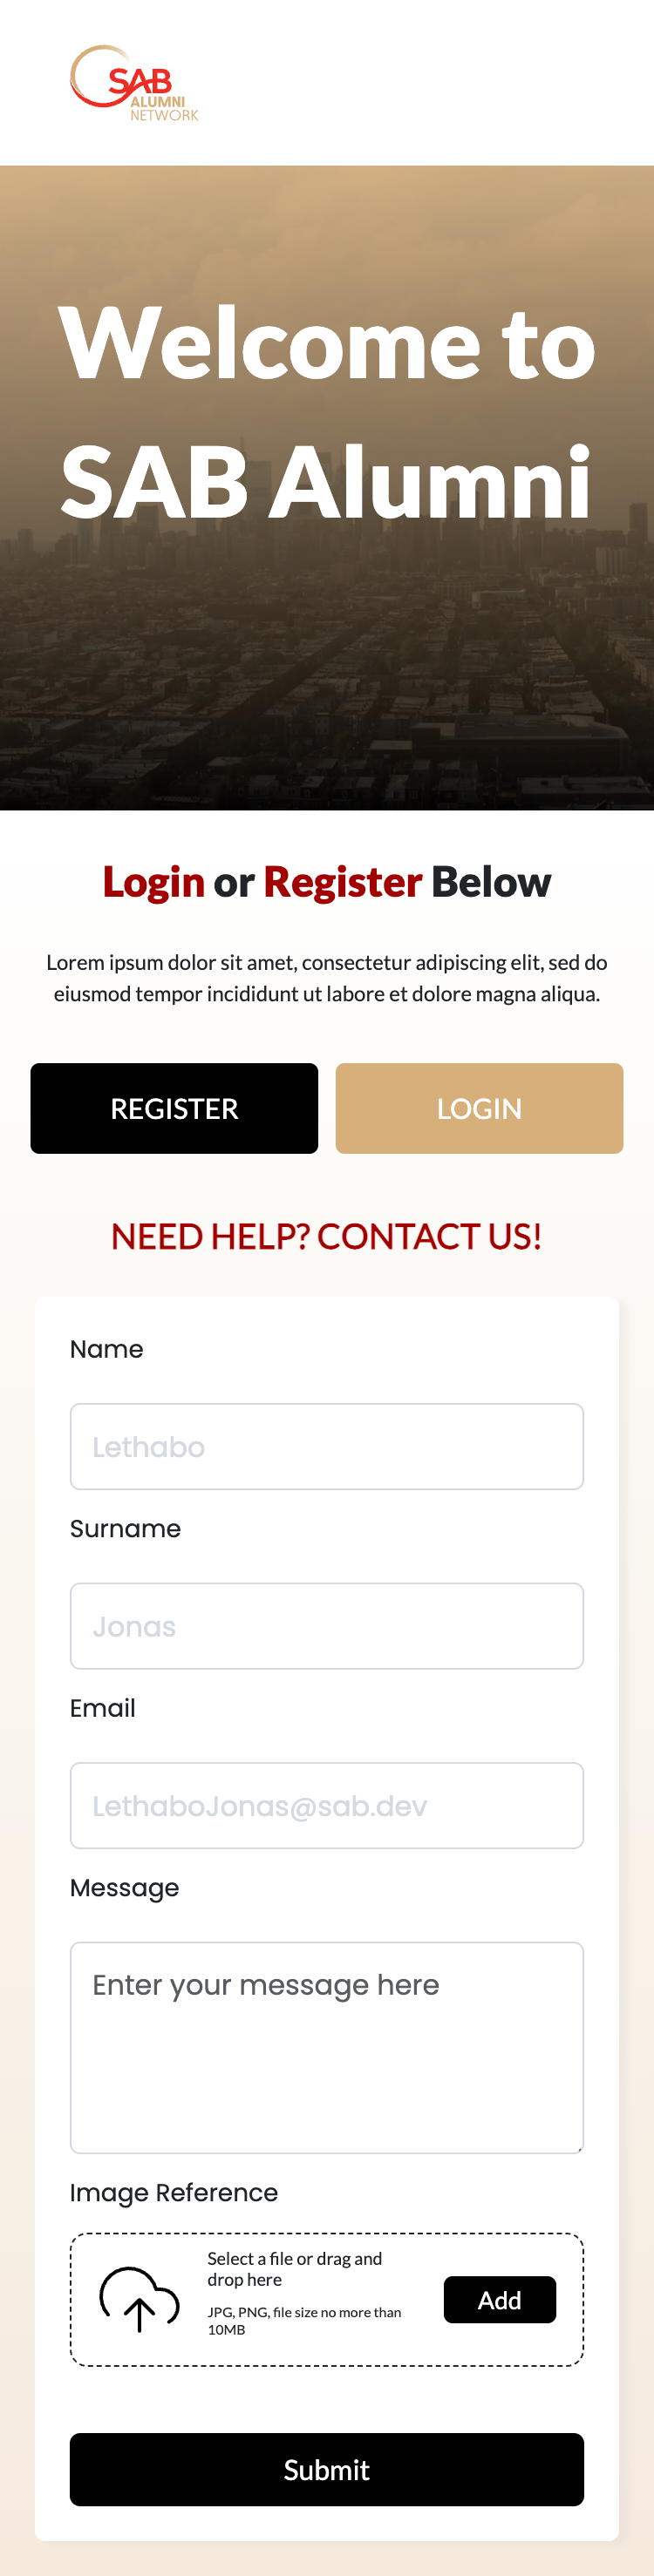 SAB
ALUMNI
NETWORK
Welcome to
SAB Alumni
Login or Register Below
Lorem ipsum dolor sit amet, consectetur adipiscing elit, sed do
eiusmod tempor incididunt ut labore et dolore magna aliqua.
REGISTER
LOGIN
NEED HELP? CONTACT US!
Name
Lethabo
Surname
Jonas
Email
LethaboJonas@sab.dev
Message
Enter your message here
Image Reference
Select a file or drag and
drop here
JPG, PNG, file size no more than
10MB
Add
Submit